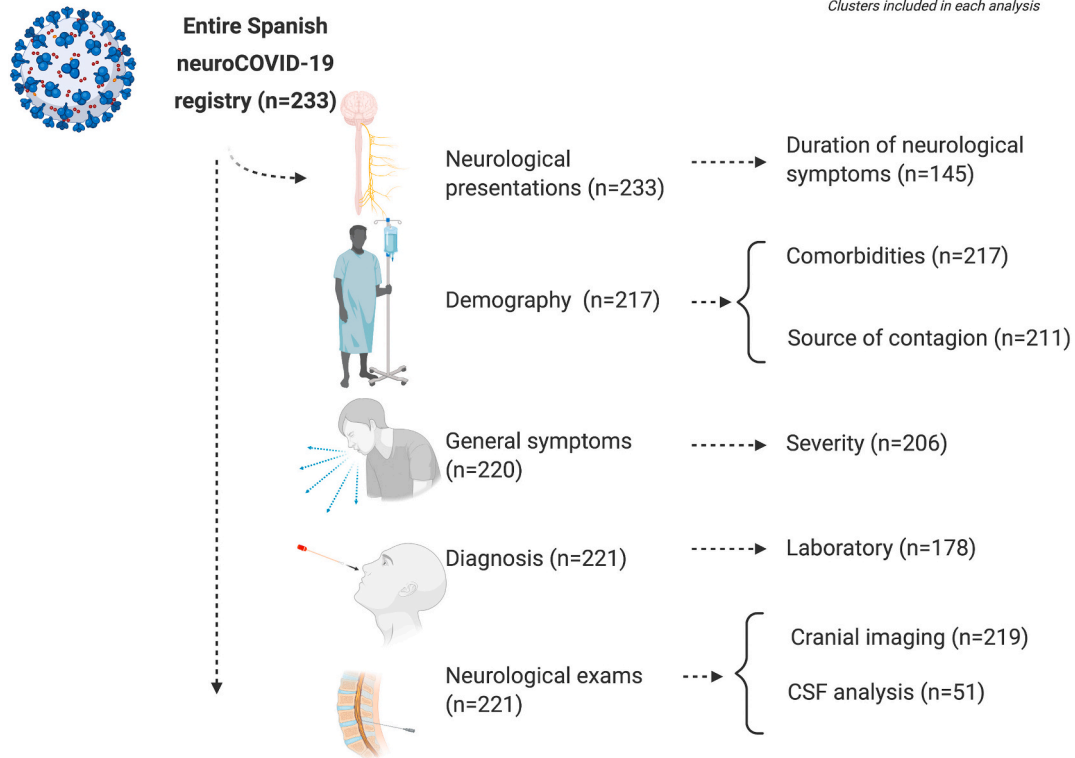 Clusters included in each analysis
Entire Spanish
neuroCOVID-19
registry (n=233)
Neurological
presentations (n=233)
Duration of neurological
symptoms (n=145)
Demography (n=217)
Comorbidities (n=217)
Source of contagion (n=211)
General symptoms
(n=220)
Severity (n=206)
Diagnosis (n=221)
Laboratory (n=178)
Neurological exams
(n=221)
Cranial imaging (n=219)
CSF analysis (n=51)